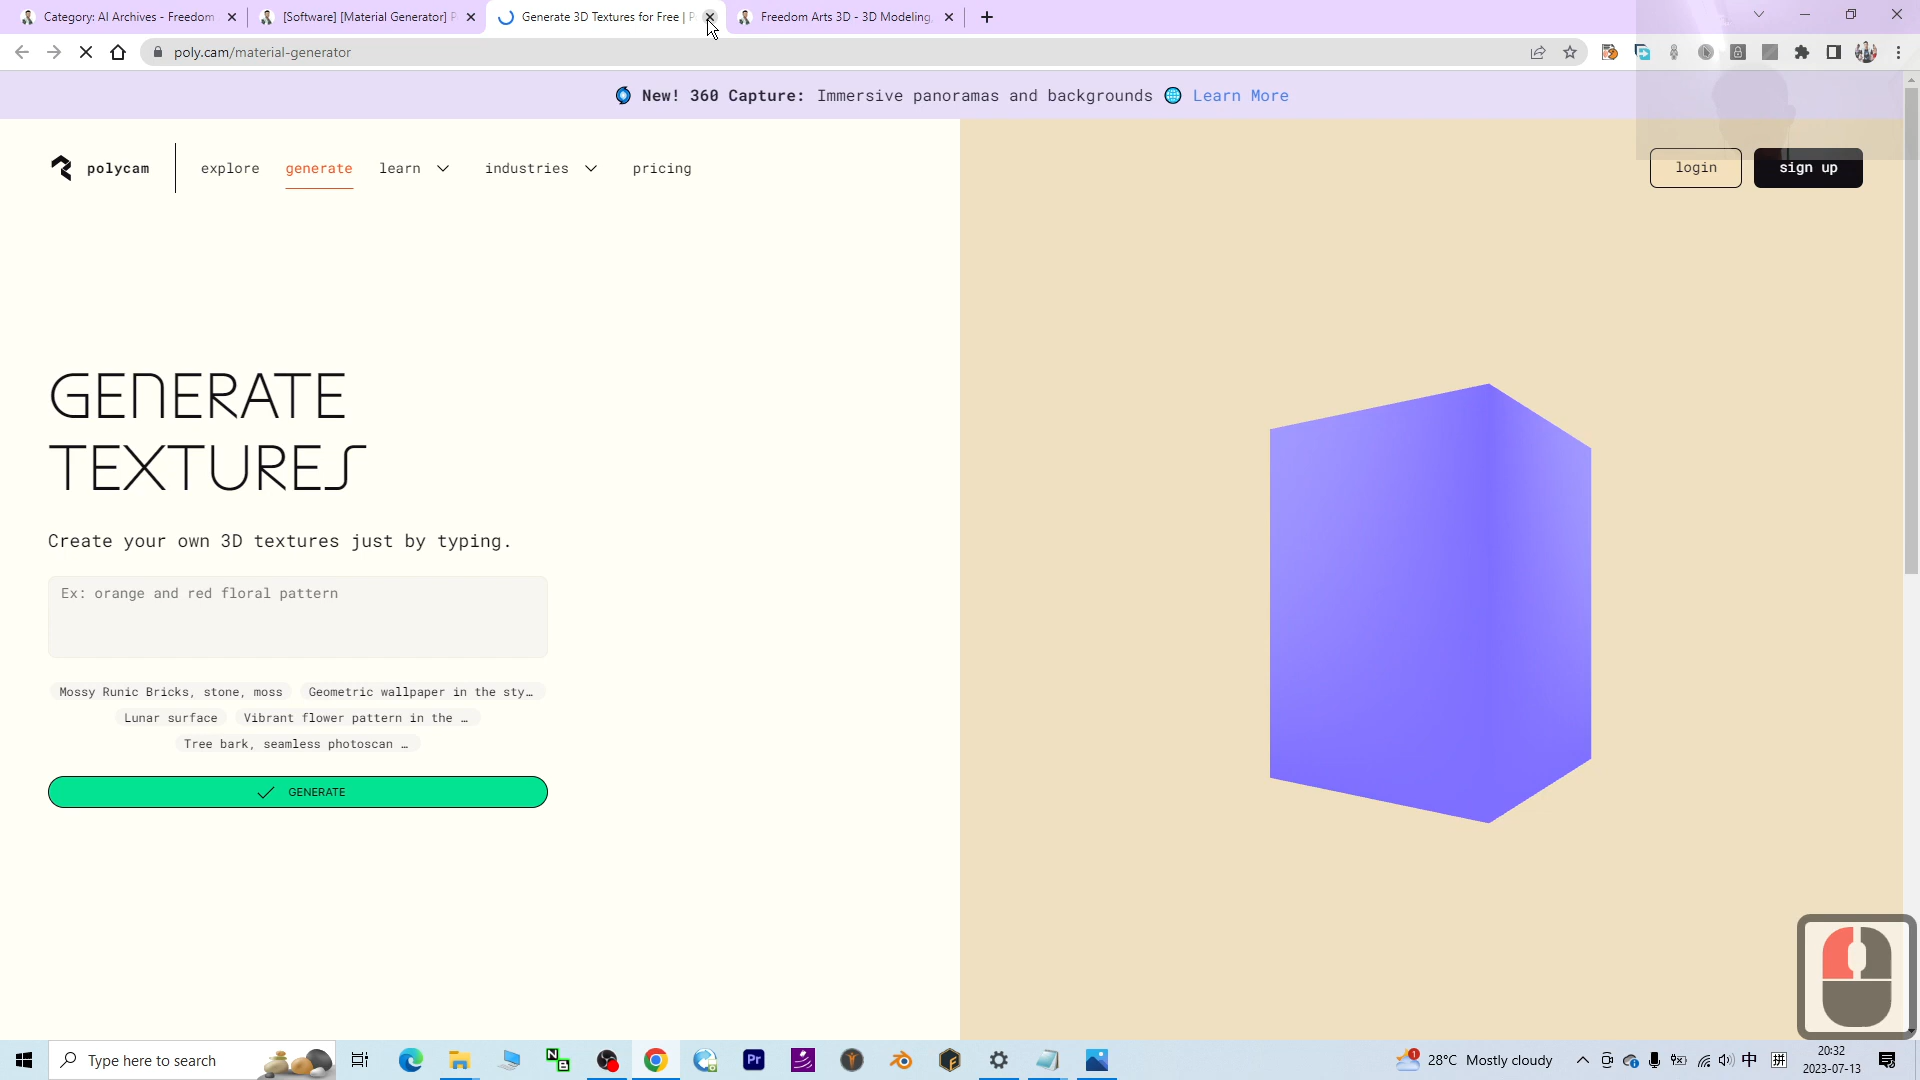 Category: AI Archives - Freedom
[Software] [Material Generator] P
Generate 3D Textures for Free | P
Freedom Arts 3D - 3D Modeling,
poly.cam/material-generator
New! 360 Capture: Immersive panoramas and backgrounds Learn More
polycam
explore
generate
learn
industries
pricing
login
sign up
GENERATE
TEXTURES
Create your own 3D textures just by typing.
Ex: orange and red floral pattern
Mossy Runic Bricks, stone, moss
Geometric wallpaper in the sty…
Lunar surface
Vibrant flower pattern in the …
Tree bark, seamless photoscan …
GENERATE
Type here to search
N
B
Pr
1
28°C Mostly cloudy
中
拼
20:32
2023-07-13